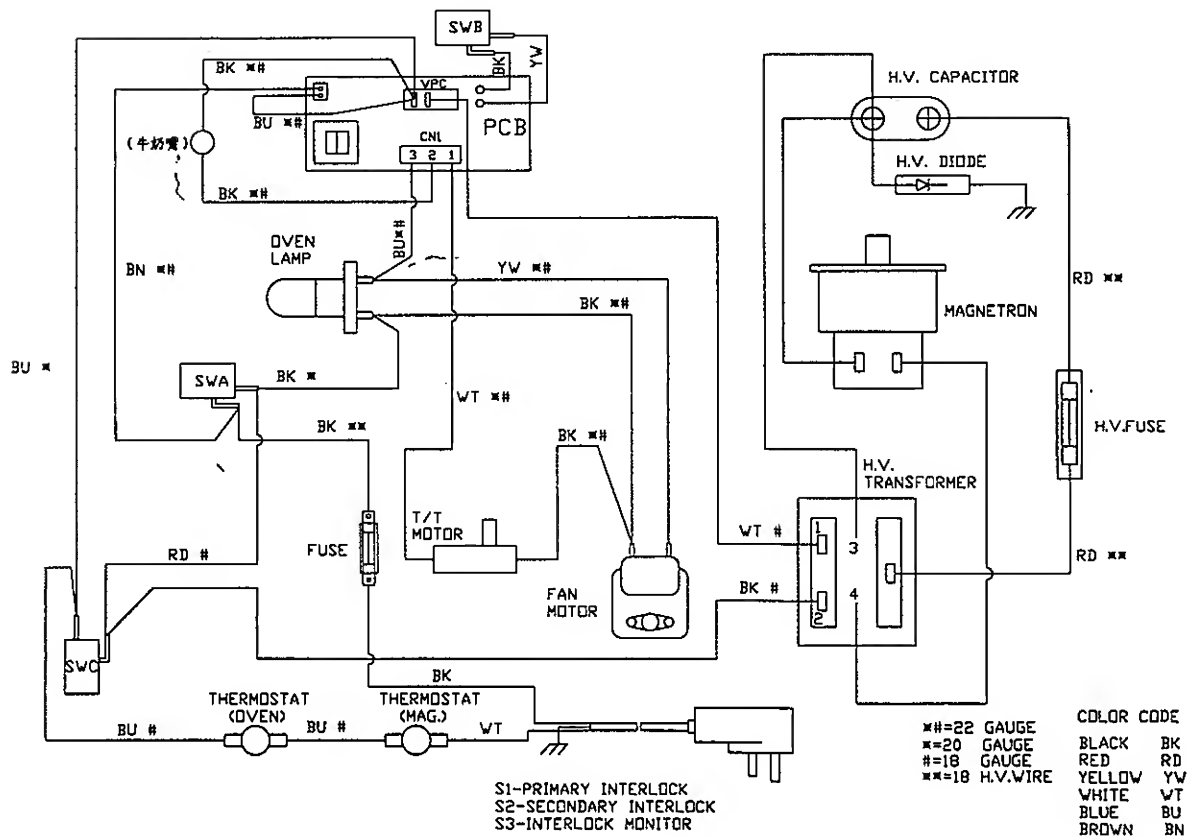 SWB
BK
YW
BK ×#
VPC
PCB
BU ×#
CN1
3 2 1
(牛奶嘴)
BK ×#
H.V. CAPACITOR
H.V. DIODE
OVEN
LAMP
BU×#
YW ×#
BK ×#
BN ×#
RD ××
MAGNETRON
BU ×
SWA
BK ×
WT ×#
BK ××
BK ×#
H.V.FUSE
H.V.
TRANSFORMER
FUSE
T/T
MOTOR
WT #
1
3
RD #
RD ××
FAN
MOTOR
BK #
2
4
SWC
BK
THERMOSTAT
(OVEN)
THERMOSTAT
(MAG.)
BU #
BU #
WT
×#=22 GAUGE
×=20 GAUGE
#=18 GAUGE
××=18 H.V.WIRE
COLOR CODE
BLACK BK
RED RD
YELLOW YW
WHITE WT
BLUE BU
BROWN BN
S1-PRIMARY INTERLOCK
S2-SECONDARY INTERLOCK
S3-INTERLOCK MONITOR